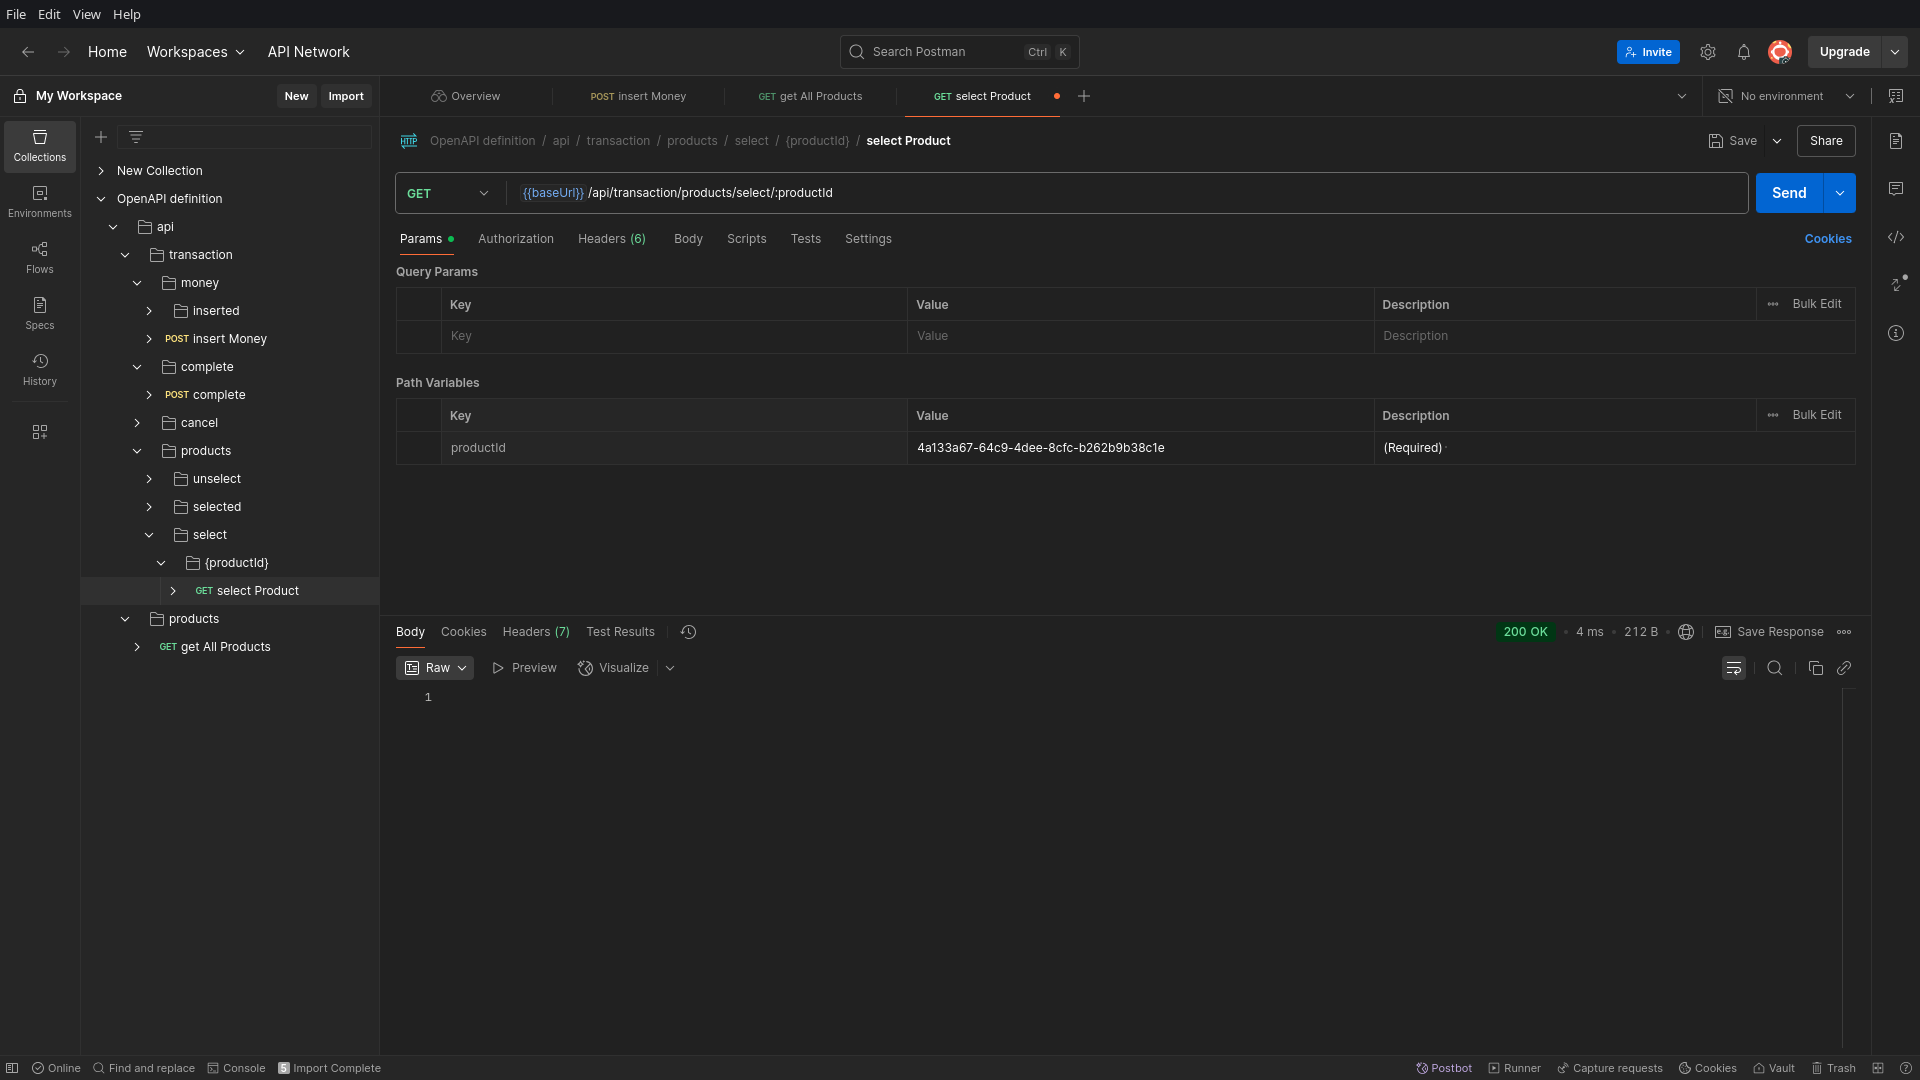 File Edit View Help
Home Workspaces API Network
Search Postman Ctrl K
Invite Upgrade
My Workspace New Import
Overview
POST insert Money
GET get All Products
GET select Product
No environment
Collections
Environments
Flows
Specs
History
New Collection
OpenAPI definition
api
transaction
money
inserted
POST insert Money
complete
POST complete
cancel
products
unselect
selected
select
{productId}
GET select Product
products
GET get All Products
HTTP OpenAPI definition / api / transaction / products / select / {productId} / select Product
Save Share
GET {{baseUrl}} /api/transaction/products/select/:productId Send
Params Authorization Headers (6) Body Scripts Tests Settings Cookies
Query Params
Key Value Description ••• Bulk Edit
Key Value Description
Path Variables
Key Value Description ••• Bulk Edit
productId 4a133a67-64c9-4dee-8cfc-b262b9b38c1e (Required)
Body Cookies Headers (7) Test Results
200 OK • 4 ms • 212 B • e.g. Save Response
Raw Preview Visualize
1
Online Find and replace Console 5 Import Complete
Postbot Runner Capture requests Cookies Vault Trash